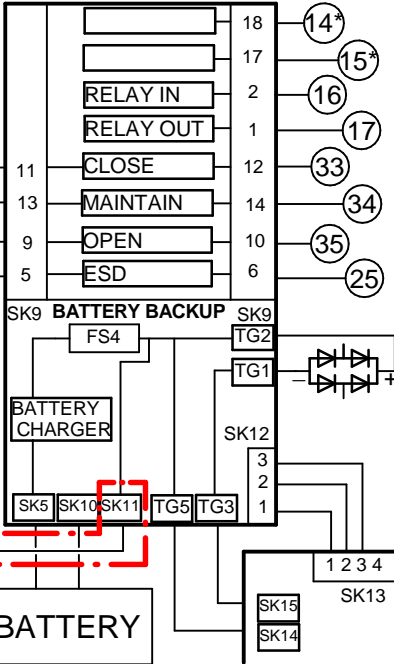 18 14*
17 15*
RELAY IN 2 16
RELAY OUT 1 17
11 CLOSE 12 33
13 MAINTAIN 14 34
9 OPEN 10 35
5 ESD 6 25
SK9 BATTERY BACKUP SK9
FS4 TG2
TG1
− +
BATTERY
CHARGER
SK12
3
2
1
SK5 SK10 SK11 TG5 TG3
1 2 3 4
SK13
SK15
SK14
BATTERY